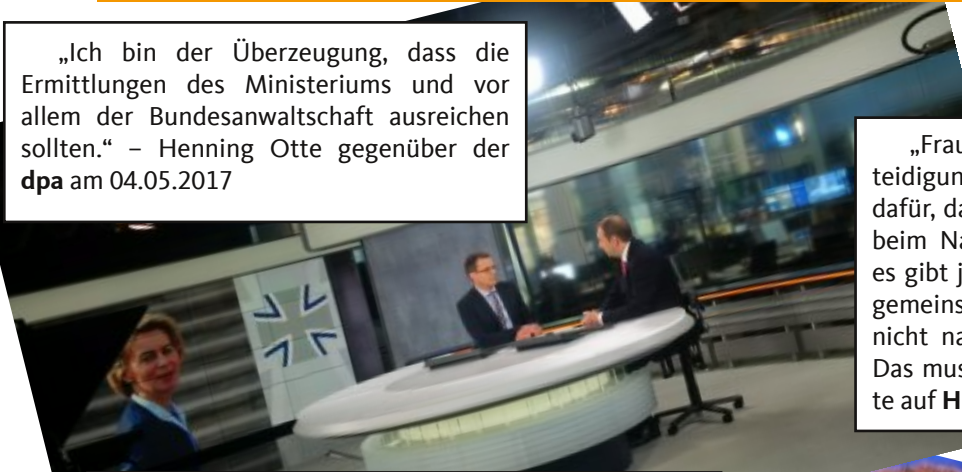 „Ich bin der Überzeugung, dass die
Ermittlungen des Ministeriums und vor
allem der Bundesanwaltschaft ausreichen
sollten.“ – Henning Otte gegenüber der
dpa am 04.05.2017
„Frau
teidigun
dafür, da
beim Na
es gibt j
gemeins
nicht na
Das mus
te auf H